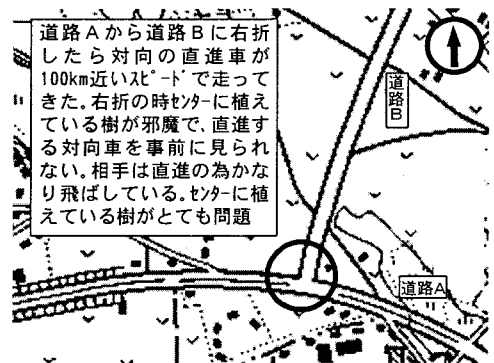 道路Aから道路Bに右折
したら対向の直進車が
100km近いｽﾋﾟｰﾄﾞで走って
きた。右折の時ｾﾝﾀｰに植え
ている樹が邪魔で、直進す
る対向車を事前に見られ
ない。相手は直進の為かな
り飛ばしている。ｾﾝﾀｰに植
えている樹がとても問題
道路B
道路A